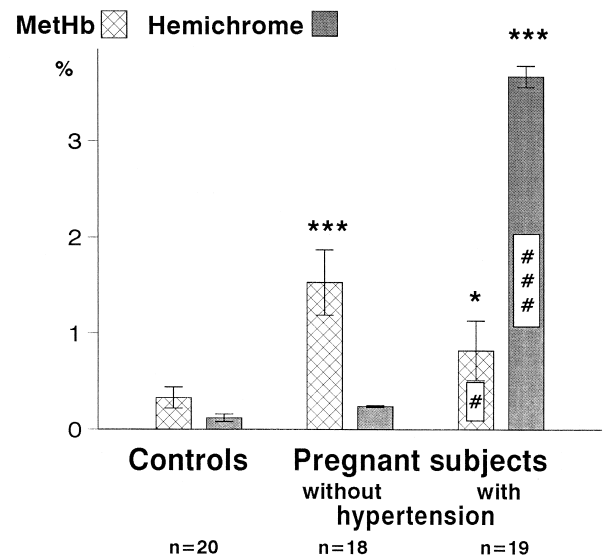 MetHb Hemichrome
%
***
3
***
2
#
#
#
*
1
#
0
Controls Pregnant subjects
without with
hypertension
n=20 n=18 n=19